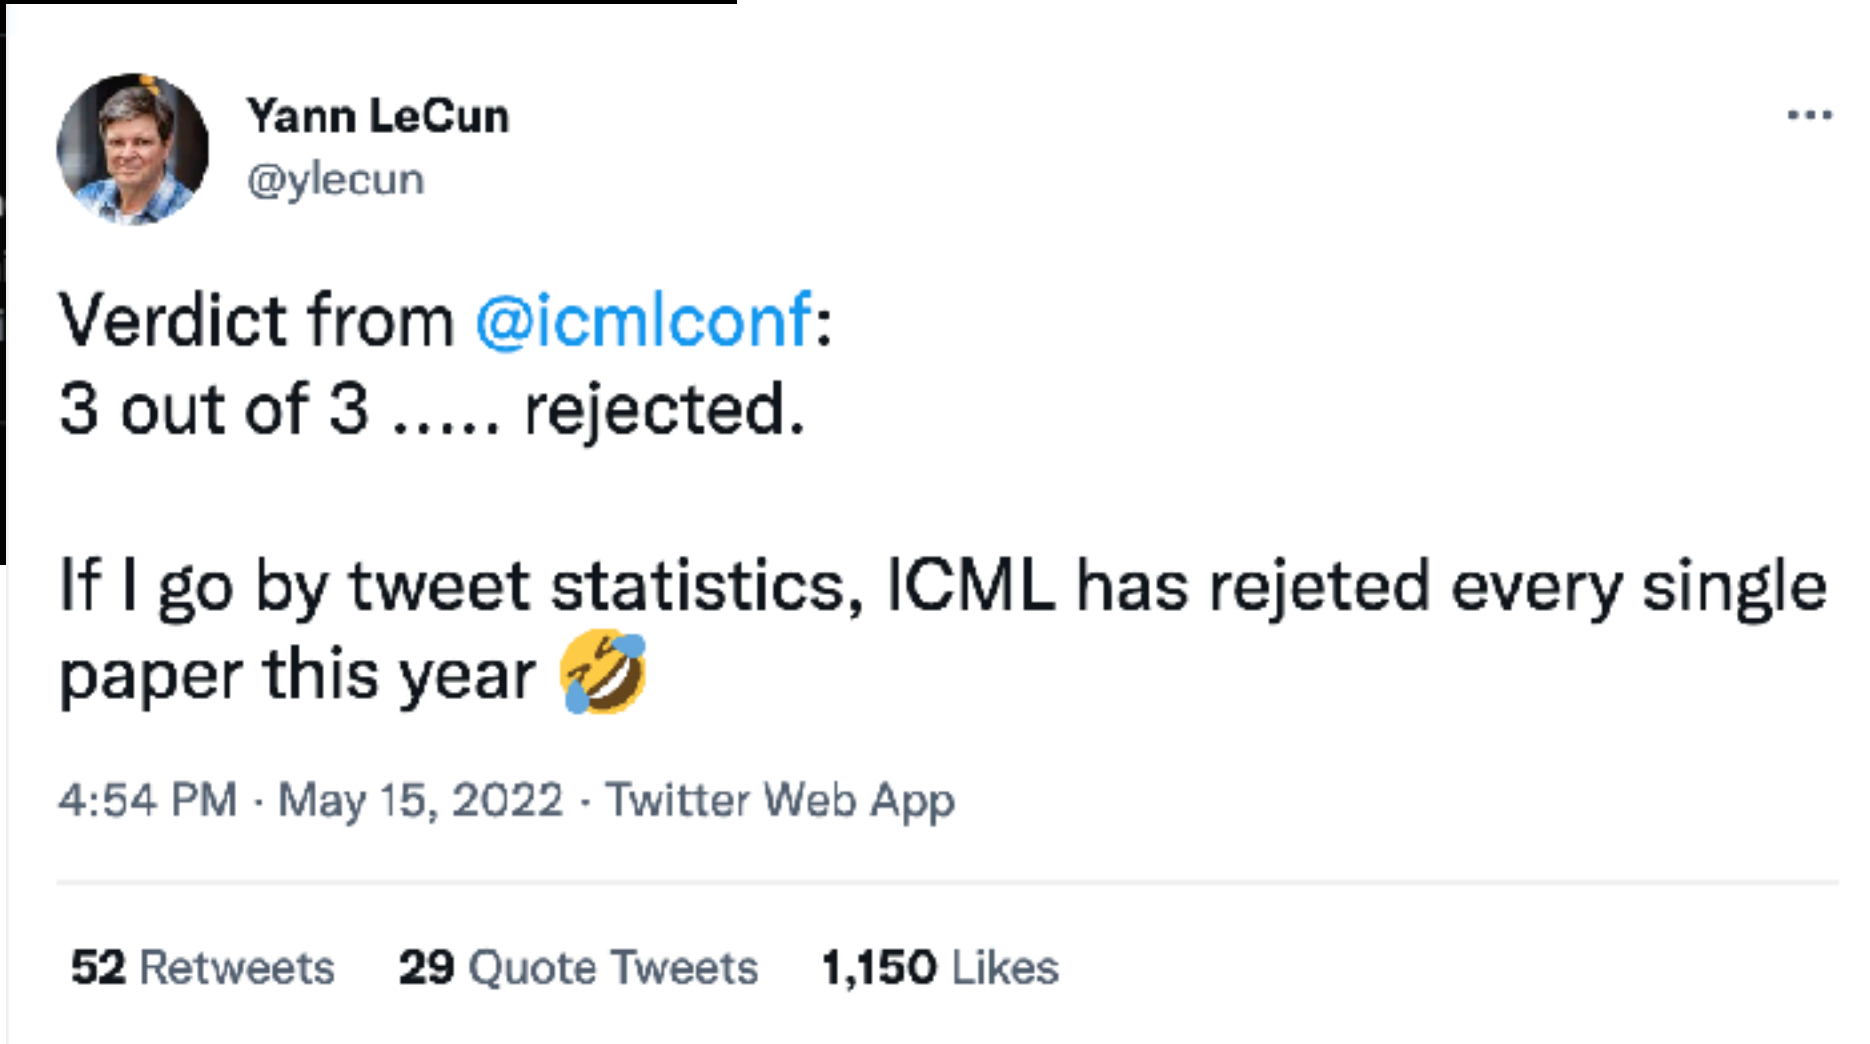 Yann LeCun
@ylecun
Verdict from @icmlconf:
3 out of 3 ..... rejected.
If I go by tweet statistics, ICML has rejeted every single
paper this year 🤣
4:54 PM · May 15, 2022 · Twitter Web App
52 Retweets 29 Quote Tweets 1,150 Likes